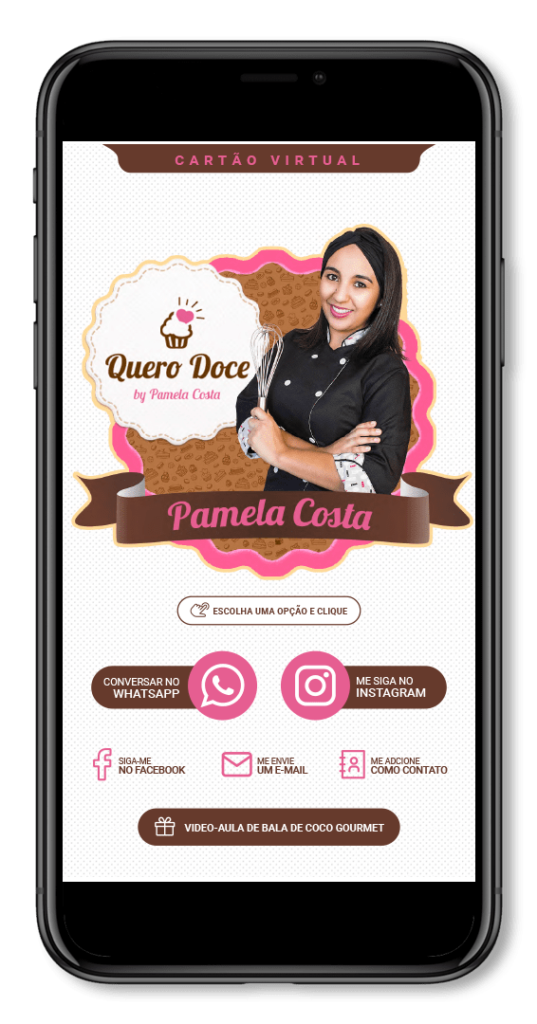 CARTÃO VIRTUAL
Quero Doce
by Pamela Costa
Pamela Costa
ESCOLHA UMA OPÇÃO E CLIQUE
CONVERSAR NO
WHATSAPP
ME SIGA NO
INSTAGRAM
SIGA-ME
NO FACEBOOK
ME ENVIE
UM E-MAIL
ME ADCIONE
COMO CONTATO
VIDEO-AULA DE BALA DE COCO GOURMET